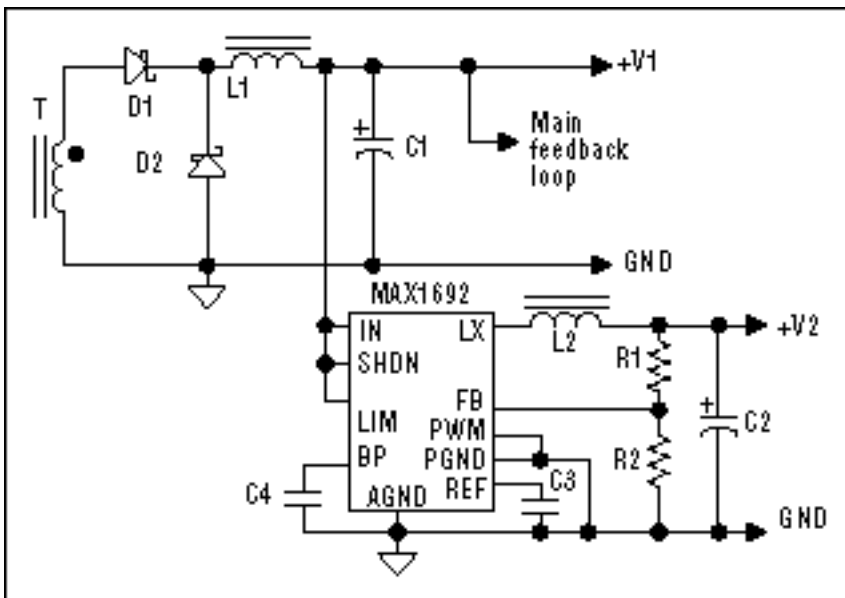 +V1
L1
D1
T
C1
Main
feedback
loop
D2
GND
MAX1692
IN
LX
L2
+V2
SHDN
R1
FB
LIM
PWM
C2
BP
PGND
R2
C4
REF
C3
AGND
GND